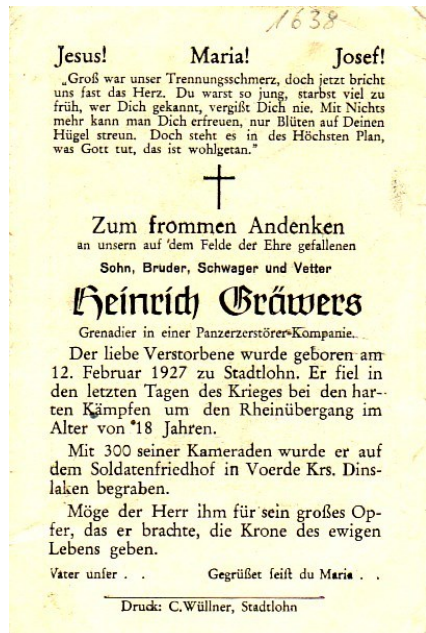 1638
Jesus! Maria! Josef!
„Groß war unser Trennungsschmerz, doch jetzt bricht
uns fast das Herz. Du warst so jung, starbst viel zu
früh, wer Dich gekannt, vergißt Dich nie. Mit Nichts
mehr kann man Dich erfreuen, nur Blüten auf Deinen
Hügel streun. Doch steht es in des Höchsten Plan,
was Gott tut, das ist wohlgetan.“
Zum frommen Andenken
an unsern auf dem Felde der Ehre gefallenen
Sohn, Bruder, Schwager und Vetter
Heinrich Gräwers
Grenadier in einer Panzerzerstörer-Kompanie.
Der liebe Verstorbene wurde geboren am
12. Februar 1927 zu Stadtlohn. Er fiel in
den letzten Tagen des Krieges bei den har-
ten Kämpfen um den Rheinübergang im
Alter von 18 Jahren.
Mit 300 seiner Kameraden wurde er auf
dem Soldatenfriedhof in Voerde Krs. Dins-
laken begraben.
Möge der Herr ihm für sein großes Op-
fer, das er brachte, die Krone des ewigen
Lebens geben.
Vater unser . . Gegrüßet seist du Maria . .
Druck: C. Wüllner, Stadtlohn